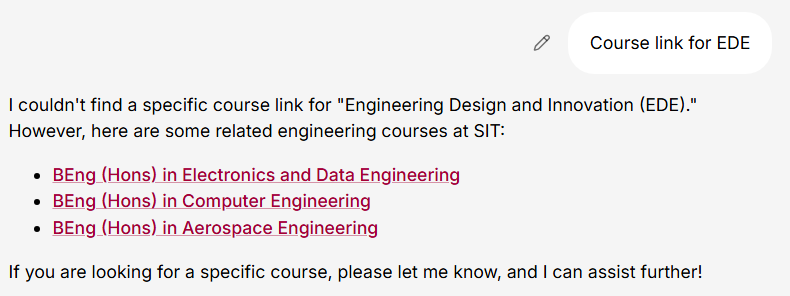 Course link for EDE
I couldn't find a specific course link for "Engineering Design and Innovation (EDE)."
However, here are some related engineering courses at SIT:
• BEng (Hons) in Electronics and Data Engineering
• BEng (Hons) in Computer Engineering
• BEng (Hons) in Aerospace Engineering
If you are looking for a specific course, please let me know, and I can assist further!